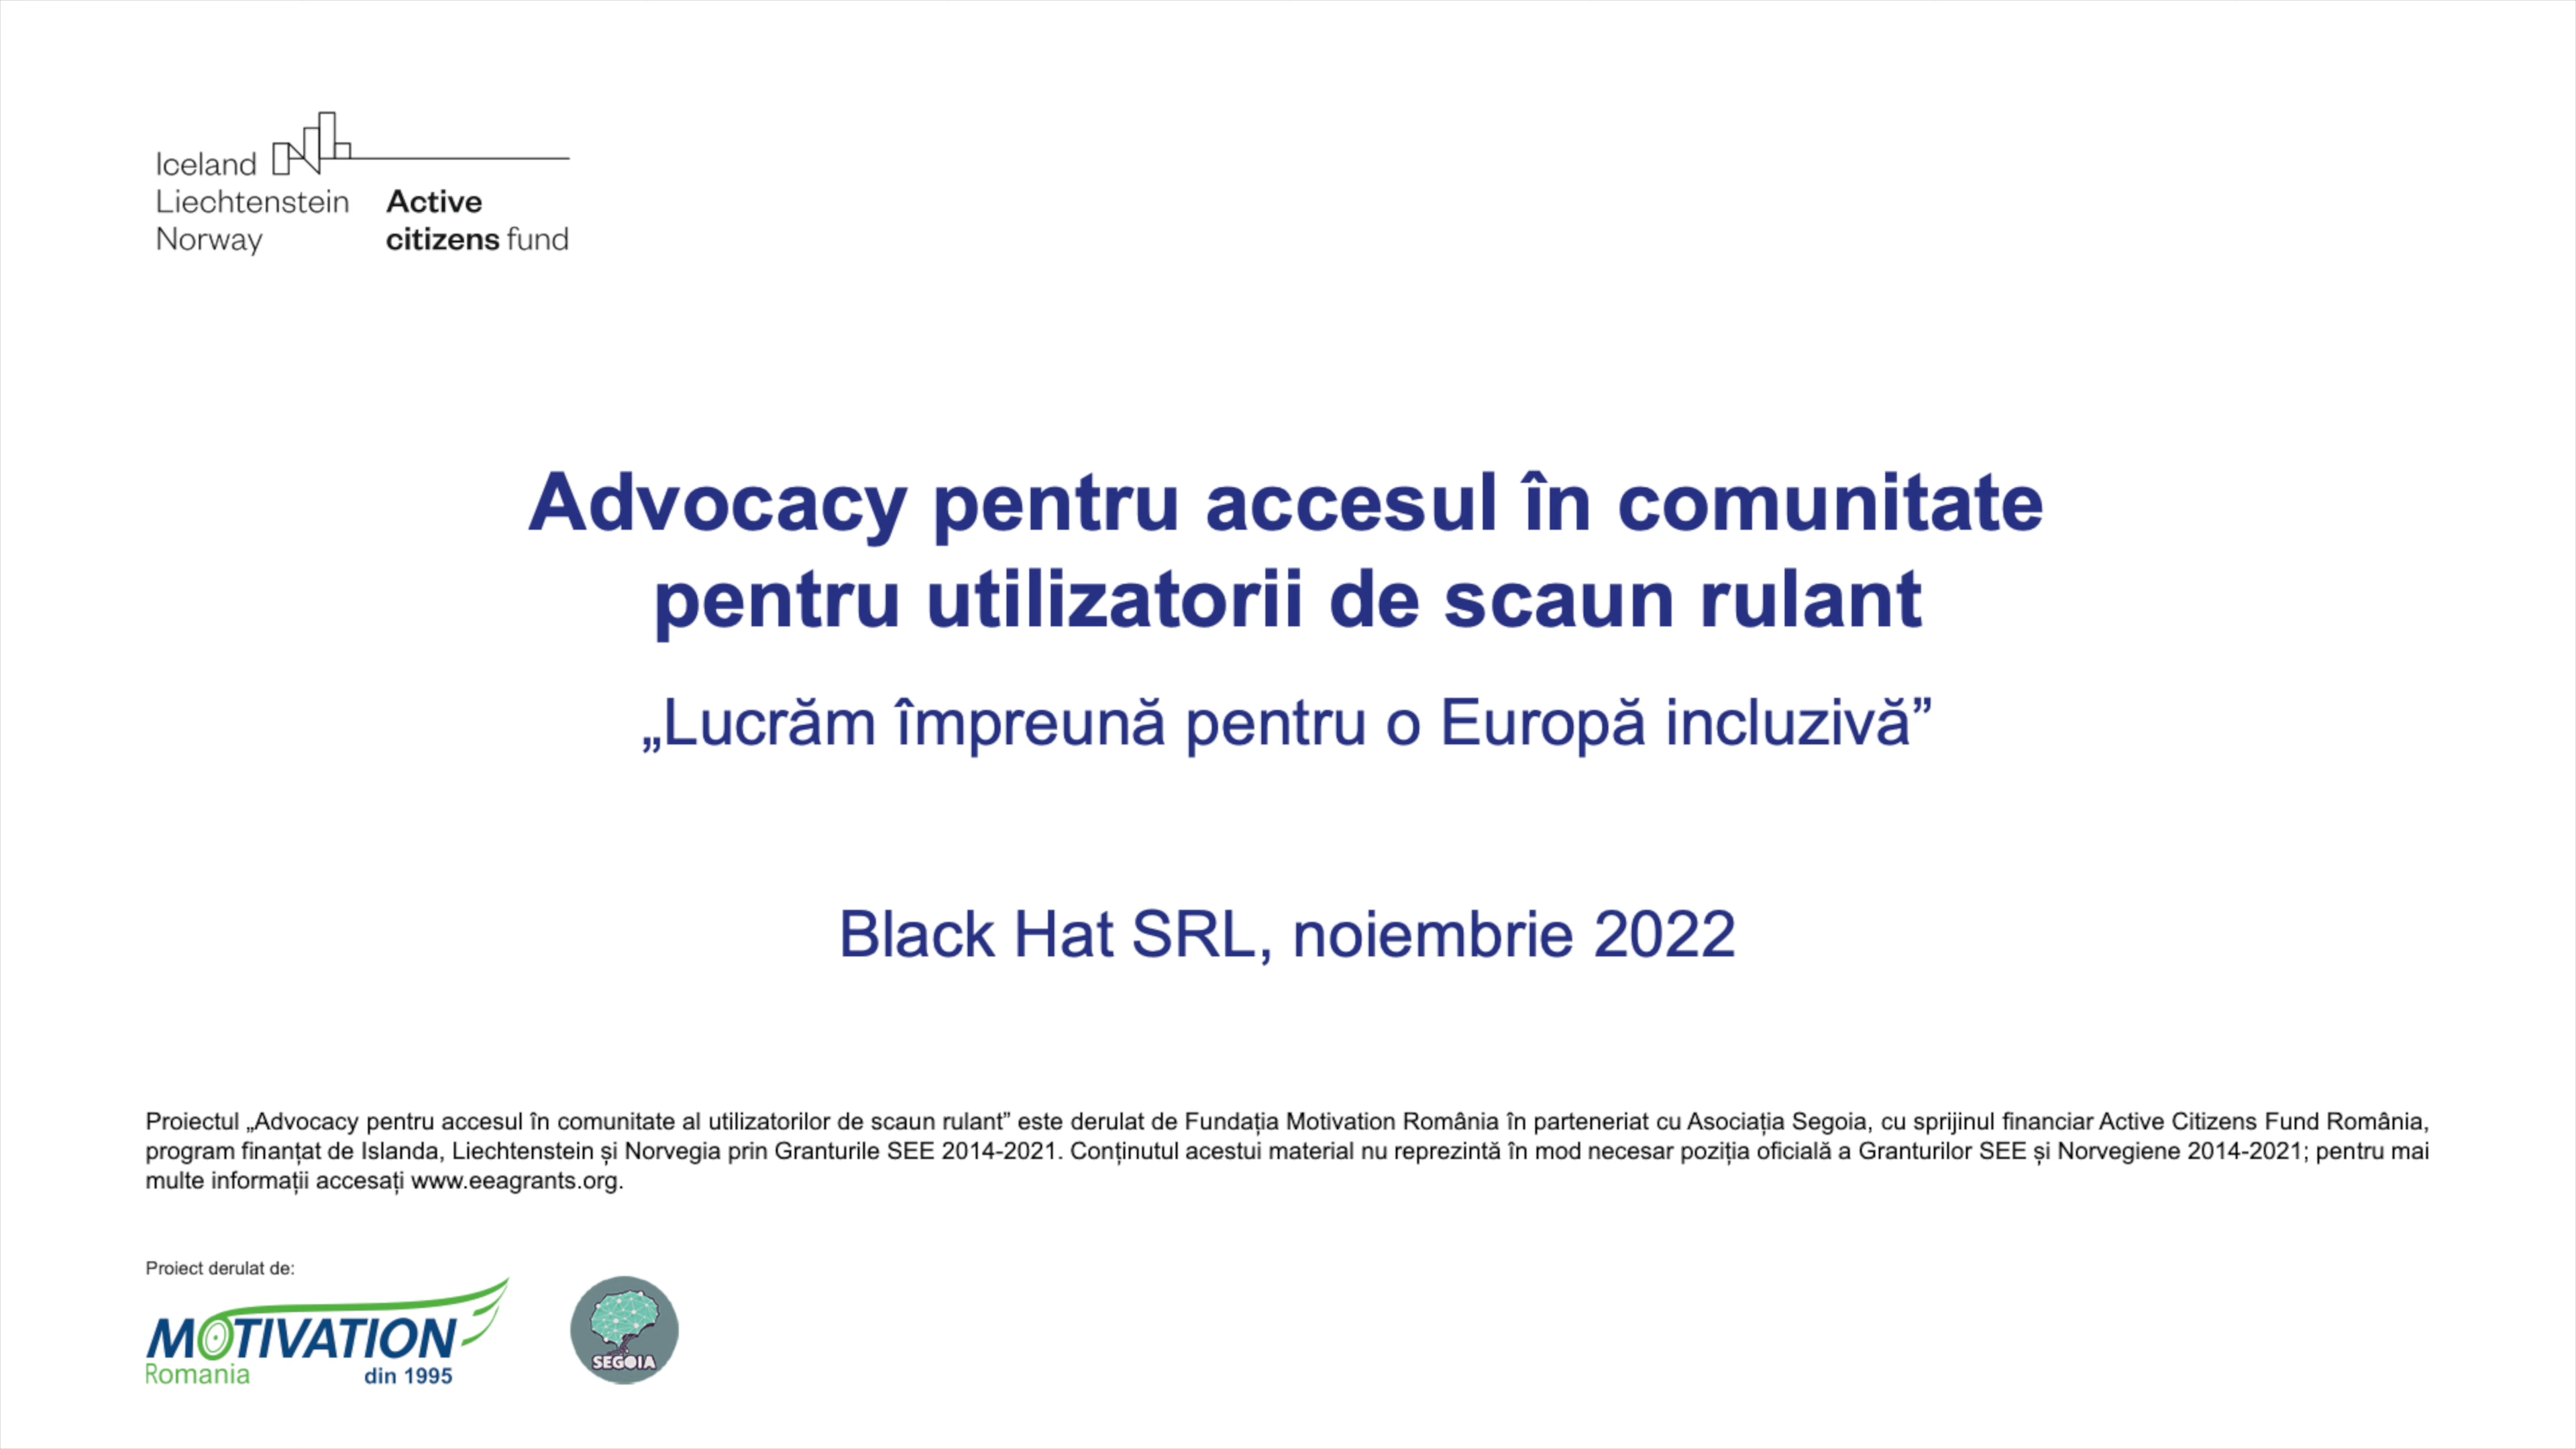 Iceland
Liechtenstein
Norway
Active
citizens fund
Advocacy pentru accesul în comunitate
pentru utilizatorii de scaun rulant
„Lucrăm împreună pentru o Europă incluzivă”
Black Hat SRL, noiembrie 2022
Proiectul „Advocacy pentru accesul în comunitate al utilizatorilor de scaun rulant” este derulat de Fundația Motivation România în parteneriat cu Asociația Segoia, cu sprijinul financiar Active Citizens Fund România,
program finanțat de Islanda, Liechtenstein și Norvegia prin Granturile SEE 2014-2021. Conținutul acestui material nu reprezintă în mod necesar poziția oficială a Granturilor SEE și Norvegiene 2014-2021; pentru mai
multe informații accesați www.eeagrants.org.
Proiect derulat de:
MOTIVATION
Romania din 1995
SEGOIA